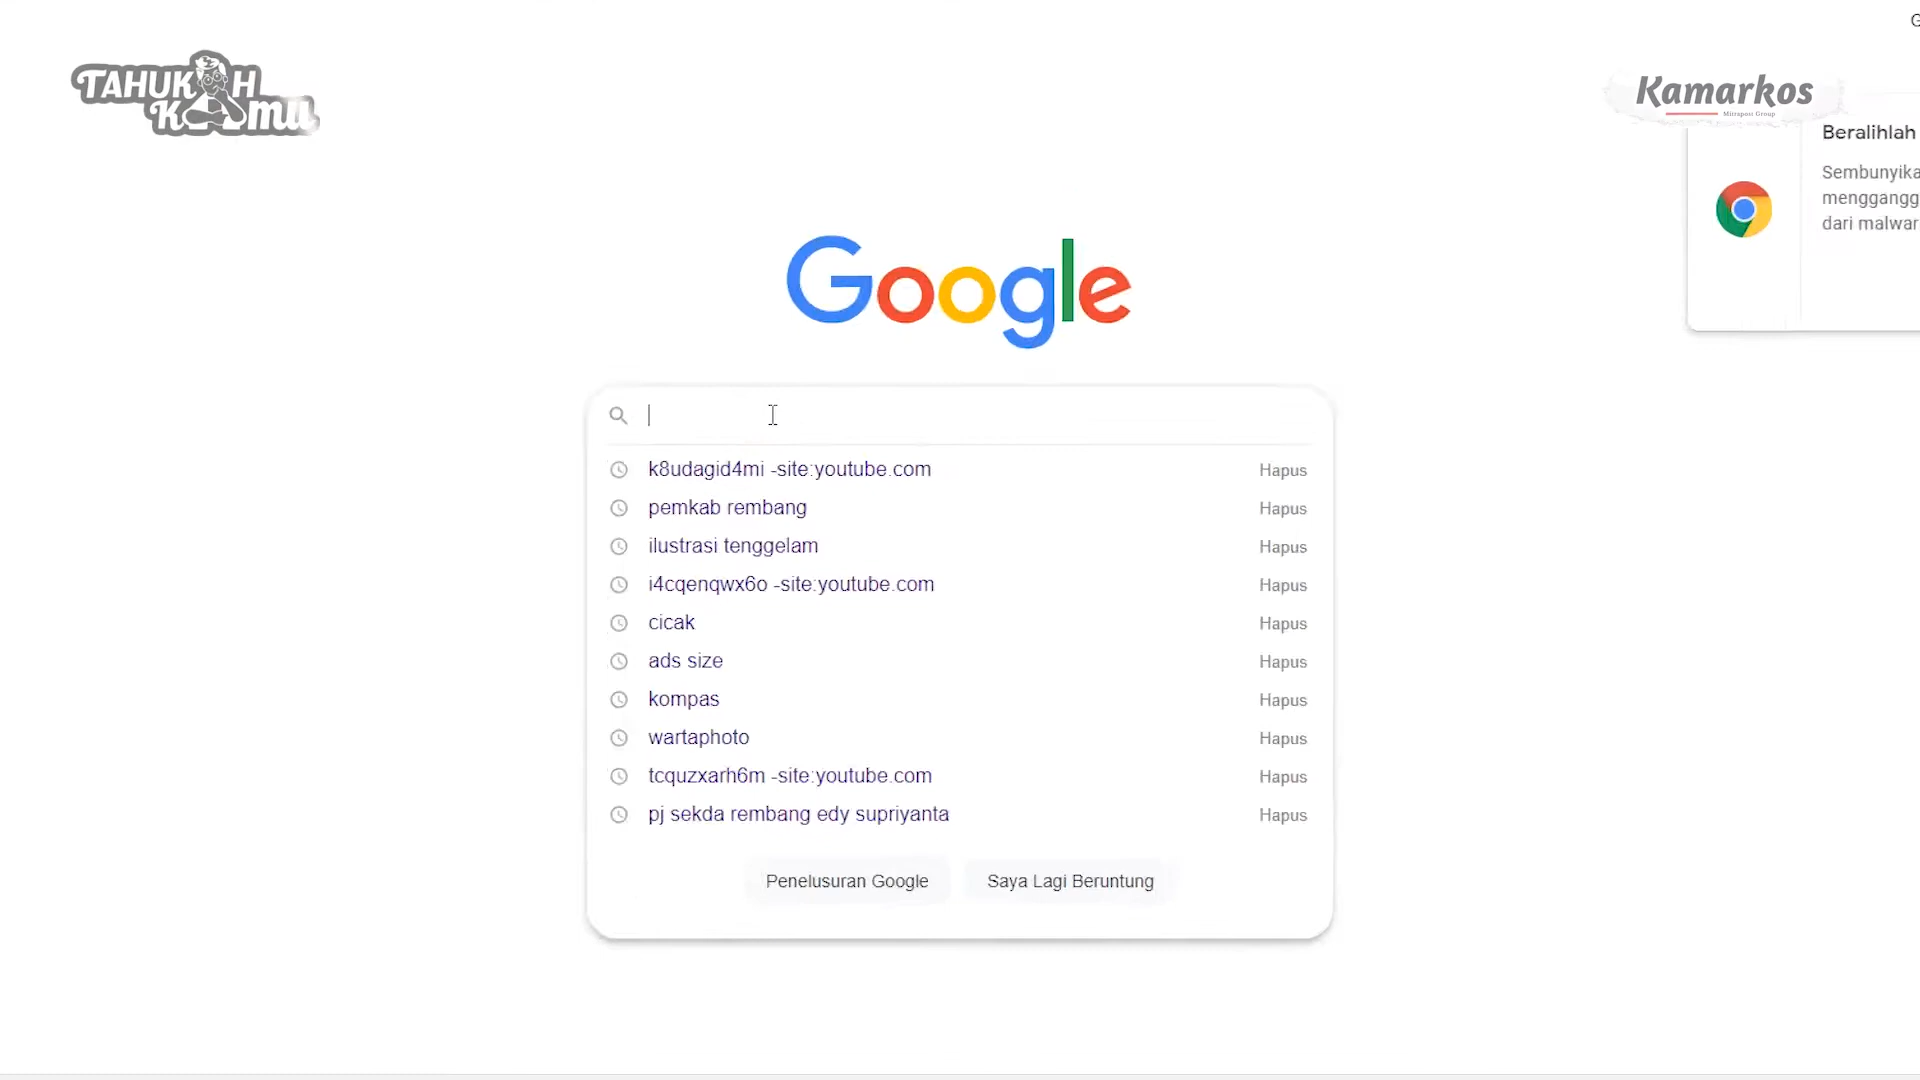 G
TAHUKAH
KAMU
Kamarkos
Mitrapost Group
Beralihlah
Sembunyika
menggangg
dari malwar
Google
k8udagid4mi -site:youtube.com Hapus
pemkab rembang Hapus
ilustrasi tenggelam Hapus
i4cqenqwx6o -site:youtube.com Hapus
cicak Hapus
ads size Hapus
kompas Hapus
wartaphoto Hapus
tcquzxarh6m -site:youtube.com Hapus
pj sekda rembang edy supriyanta Hapus
Penelusuran Google Saya Lagi Beruntung